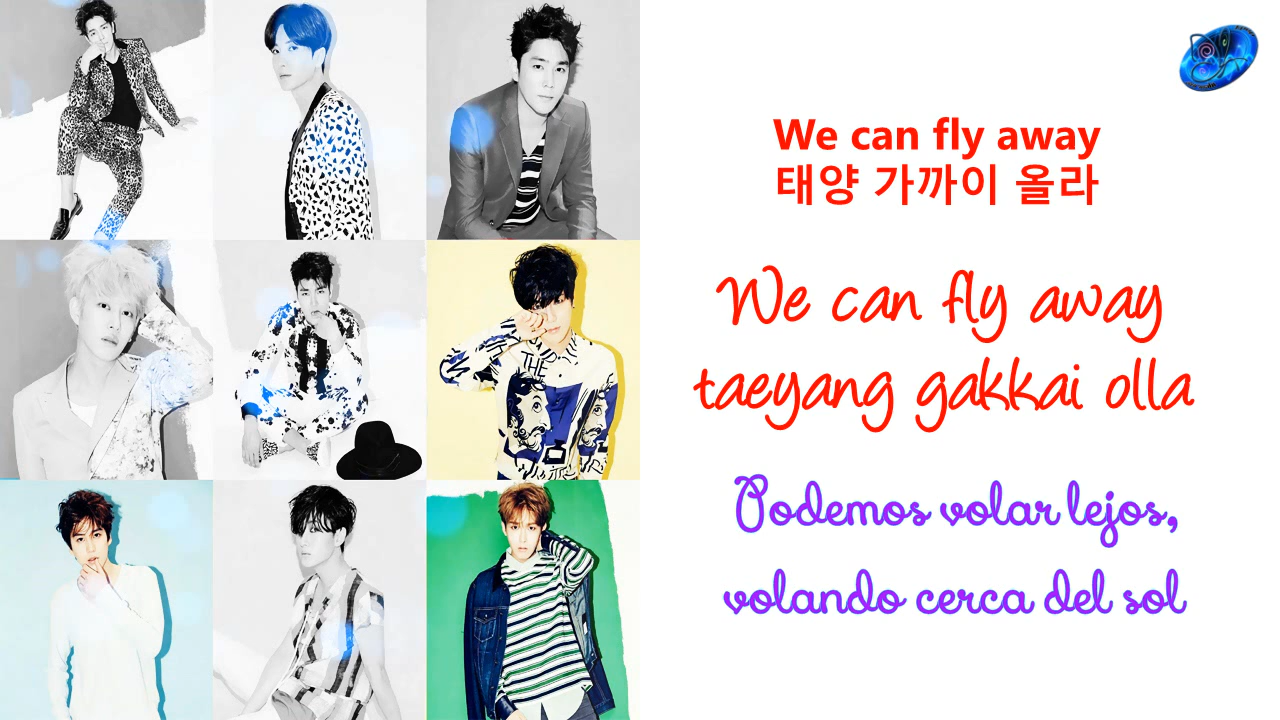 We can fly away
태양 가까이 올라
We can fly away
taeyang gakkai olla
Podemos volar lejos,
volando cerca del sol
THE